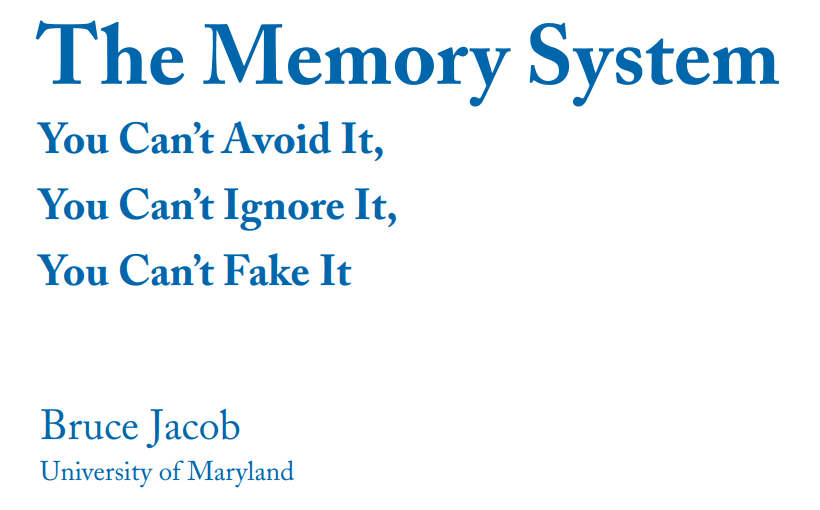 The Memory System
You Can’t Avoid It,
You Can’t Ignore It,
You Can’t Fake It
Bruce Jacob
University of Maryland